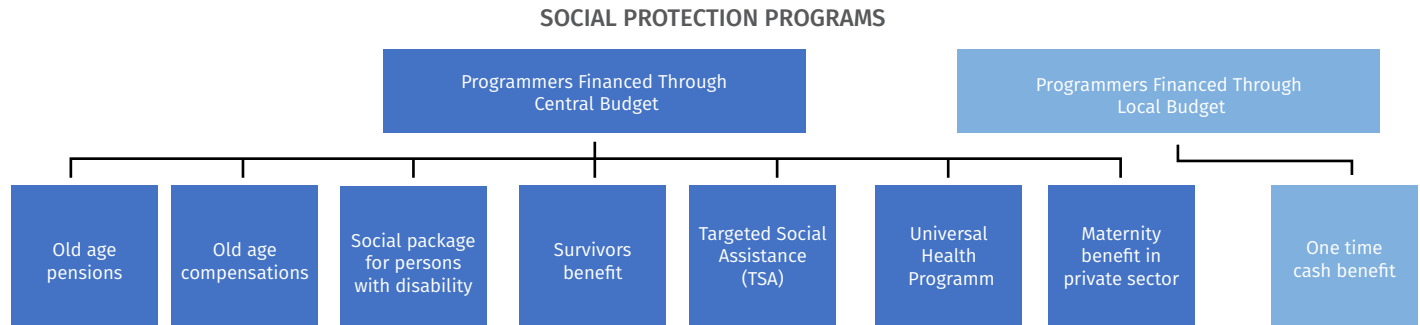 SOCIAL PROTECTION PROGRAMS
Programmers Financed Through
Central Budget
Programmers Financed Through
Local Budget
Old age
pensions
Old age
compensations
Social package
for persons
with disability
Survivors
benefit
Targeted Social
Assistance
(TSA)
Universal
Health
Programm
Maternity
benefit in
private sector
One time
cash benefit